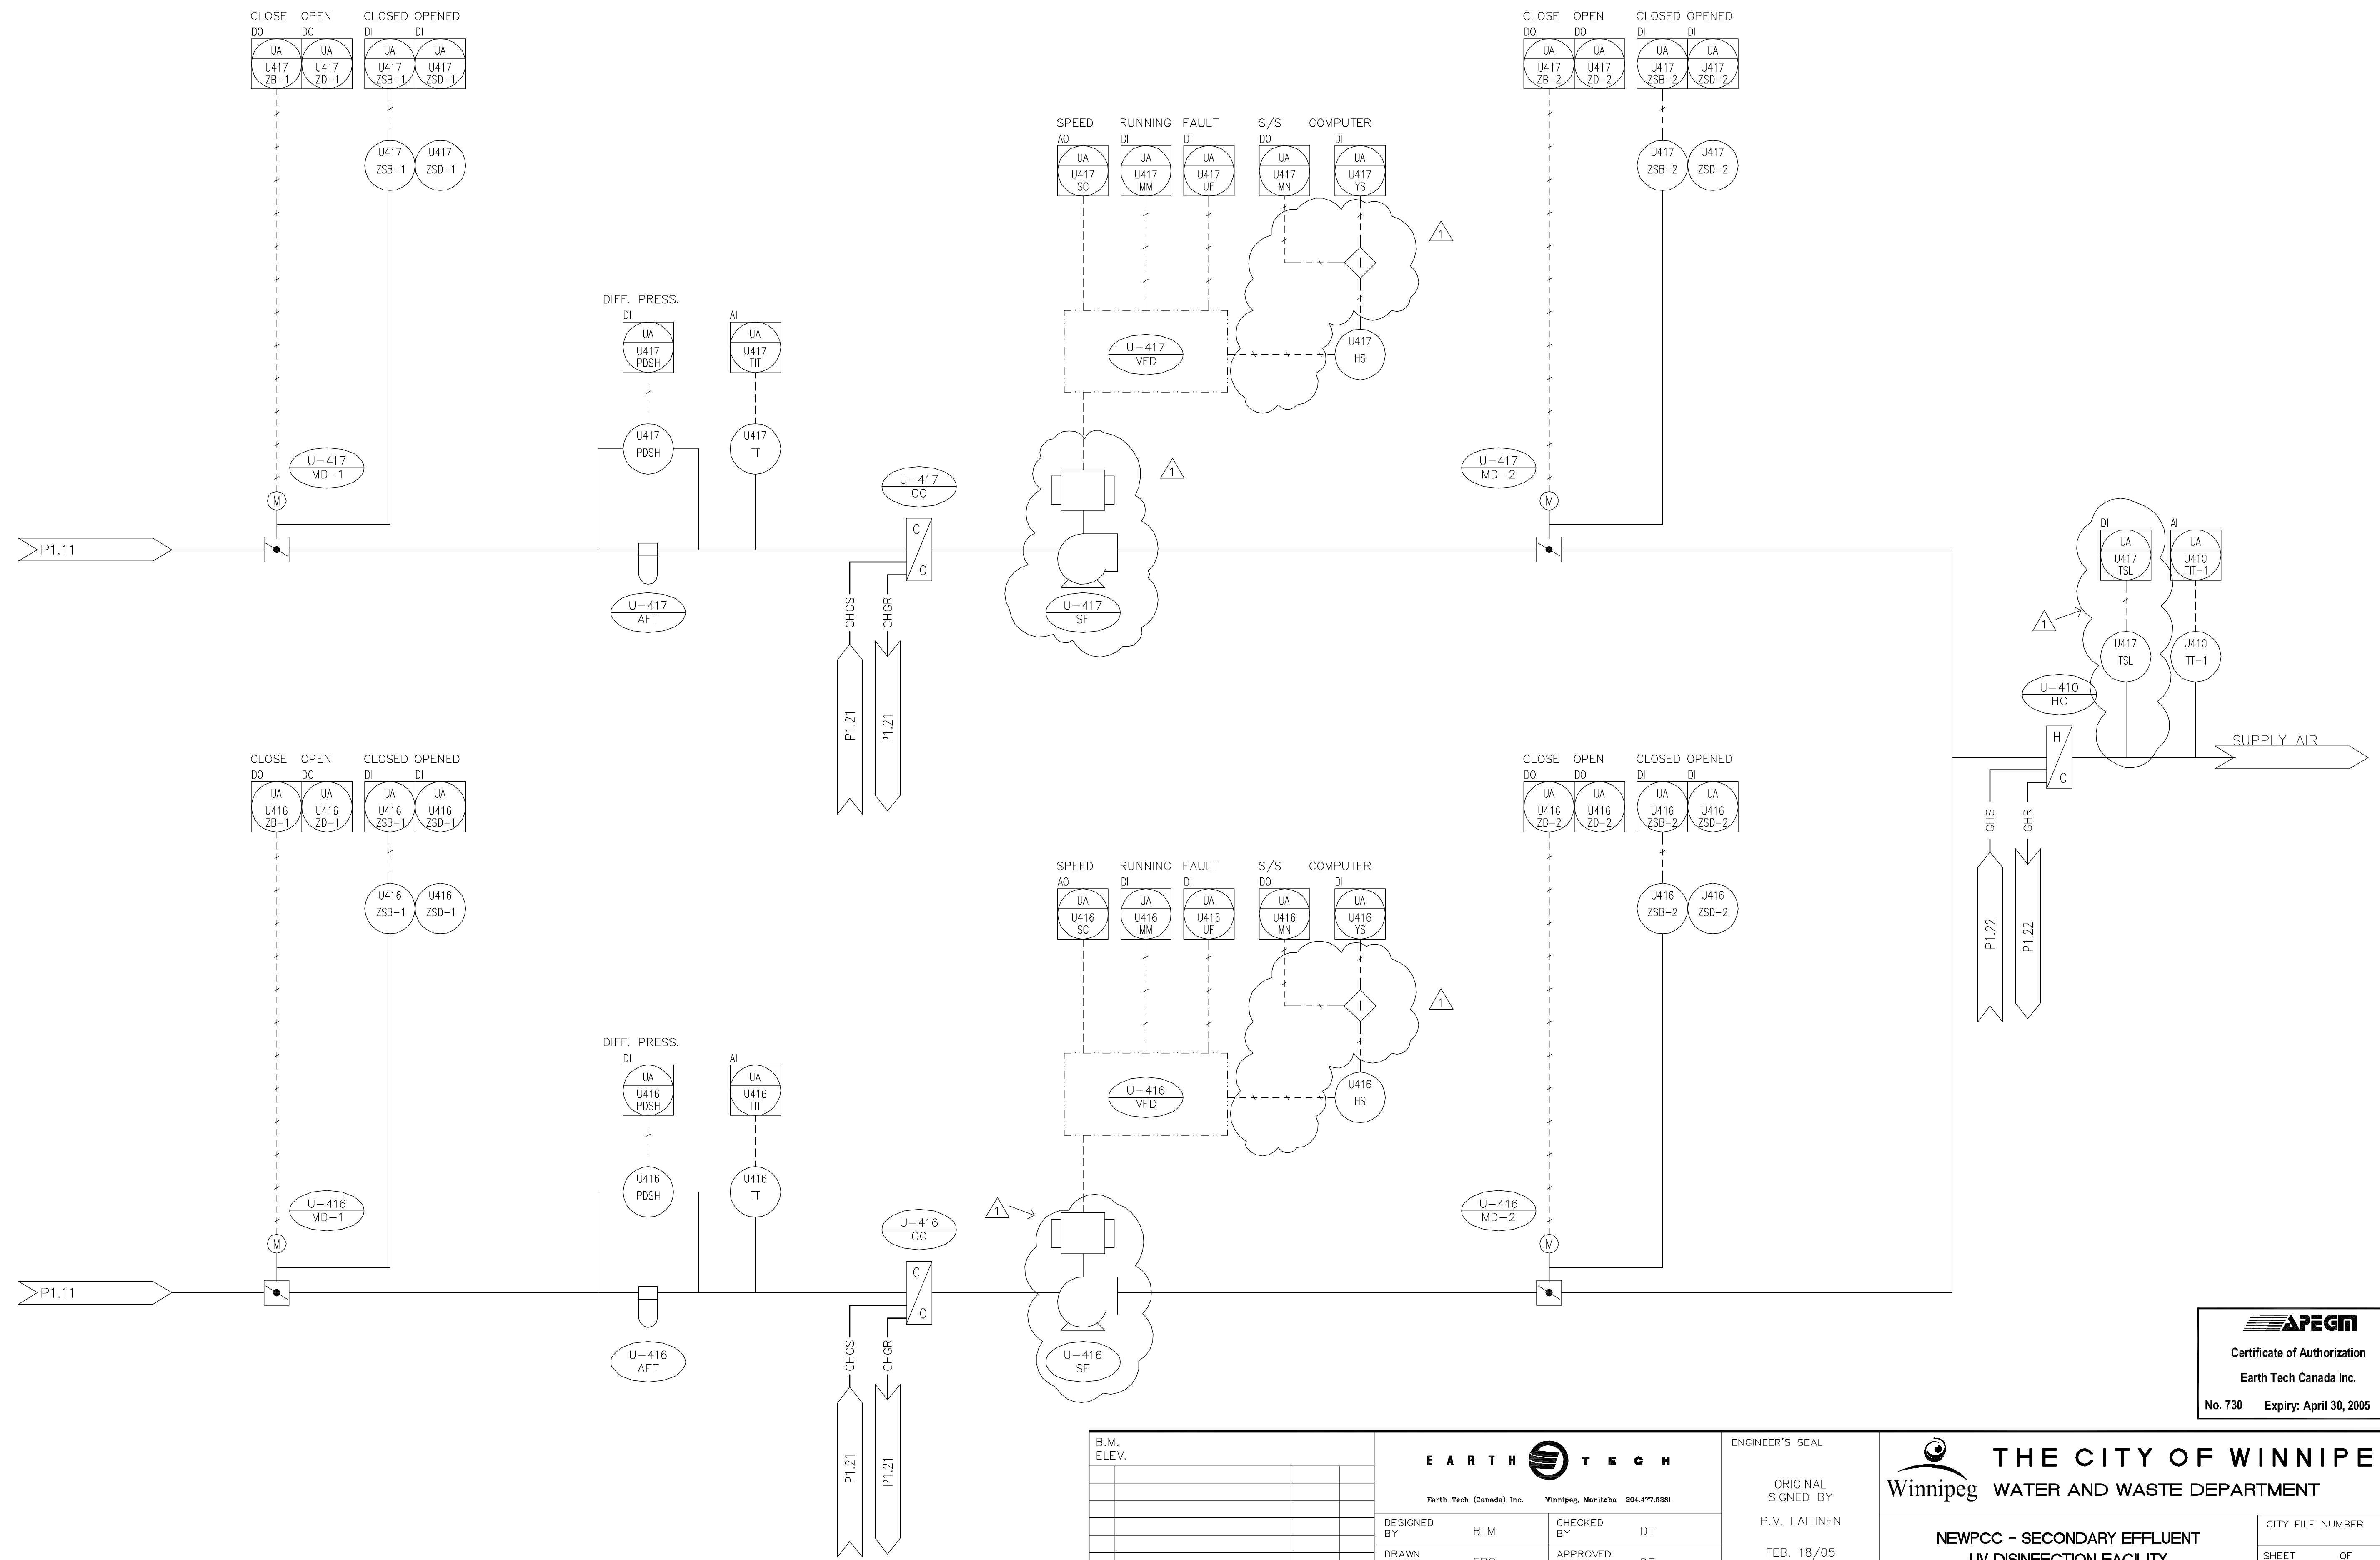 CLOSE OPEN CLOSED OPENED
DO DO DI DI
UA UA UA UA
U417 U417 U417 U417
ZB-1 ZD-1 ZSB-1 ZSD-1
U417 U417
ZSB-1 ZSD-1
U-417
MD-1
M
P1.11
DIFF. PRESS.
DI AI
UA UA
U417 U417
PDSH TIT
U417 U417
PDSH TT
U-417
AFT
U-417
CC
C
C
CHGS
CHGR
P1.21
P1.21
SPEED RUNNING FAULT S/S COMPUTER
AO DI DI DO DI
UA UA UA UA UA
U417 U417 U417 U417 U417
SC MM UF MN YS
1
I
U-417
VFD
U417
HS
1
U-417
SF
CLOSE OPEN CLOSED OPENED
DO DO DI DI
UA UA UA UA
U417 U417 U417 U417
ZB-2 ZD-2 ZSB-2 ZSD-2
U417 U417
ZSB-2 ZSD-2
U-417
MD-2
M
DI AI
UA UA
U417 U410
TSL TIT-1
1
U417 U410
TSL TT-1
U-410
HC
H
C
SUPPLY AIR
GHS
GHR
P1.22
P1.22
CLOSE OPEN CLOSED OPENED
DO DO DI DI
UA UA UA UA
U416 U416 U416 U416
ZB-1 ZD-1 ZSB-1 ZSD-1
U416 U416
ZSB-1 ZSD-1
U-416
MD-1
M
P1.11
DIFF. PRESS.
DI AI
UA UA
U416 U416
PDSH TIT
U416 U416
PDSH TT
U-416
AFT
U-416
CC
C
C
CHGS
CHGR
P1.21
P1.21
SPEED RUNNING FAULT S/S COMPUTER
AO DI DI DO DI
UA UA UA UA UA
U416 U416 U416 U416 U416
SC MM UF MN YS
1
I
U-416
VFD
U416
HS
1
U-416
SF
CLOSE OPEN CLOSED OPENED
DO DO DI DI
UA UA UA UA
U416 U416 U416 U416
ZB-2 ZD-2 ZSB-2 ZSD-2
U416 U416
ZSB-2 ZSD-2
U-416
MD-2
M
APEGM
Certificate of Authorization
Earth Tech Canada Inc.
No. 730 Expiry: April 30, 2005
B.M.
ELEV.
EARTH TECH
Earth Tech (Canada) Inc. Winnipeg, Manitoba 204.477.5381
DESIGNED BY BLM
CHECKED BY DT
DRAWN
APPROVED
ENGINEER'S SEAL
ORIGINAL
SIGNED BY
P.V. LAITINEN
FEB. 18/05
Winnipeg
THE CITY OF WINNIPE
WATER AND WASTE DEPARTMENT
NEWPCC - SECONDARY EFFLUENT
UV DISINFECTION FACILITY
CITY FILE NUMBER
SHEET OF